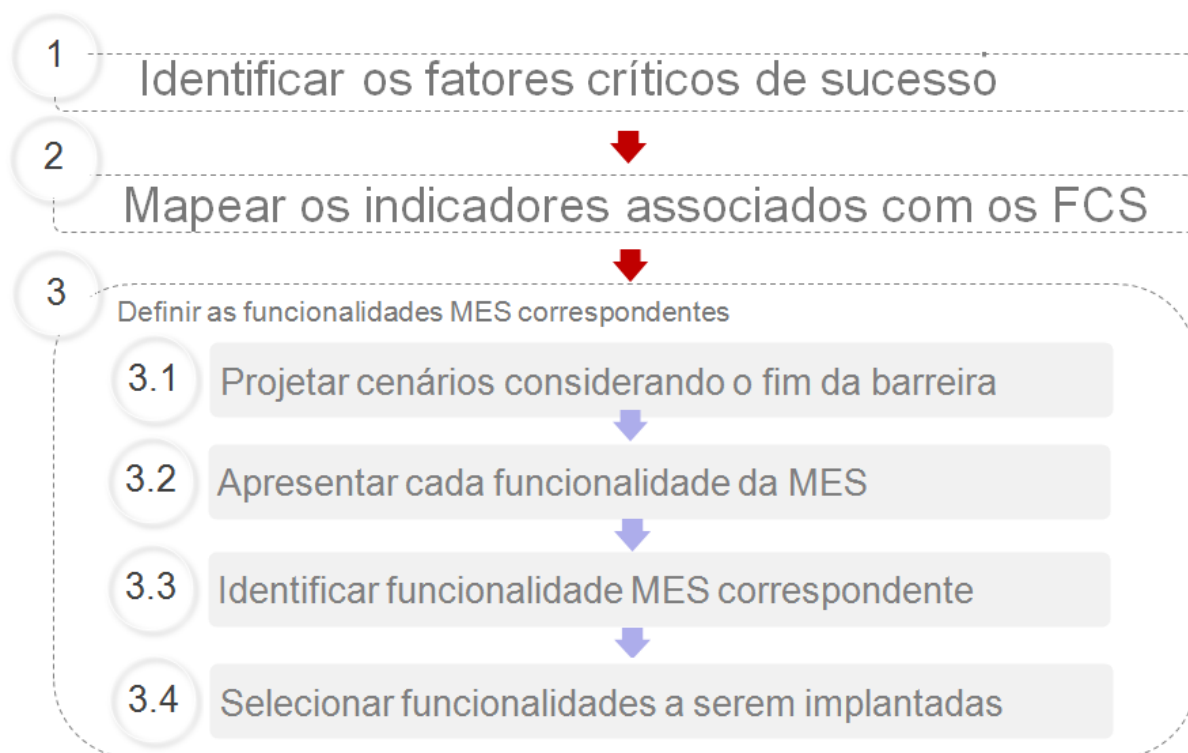 1
Identificar os fatores críticos de sucesso
2
Mapear os indicadores associados com os FCS
3
Definir as funcionalidades MES correspondentes
3.1
Projetar cenários considerando o fim da barreira
3.2
Apresentar cada funcionalidade da MES
3.3
Identificar funcionalidade MES correspondente
3.4
Selecionar funcionalidades a serem implantadas